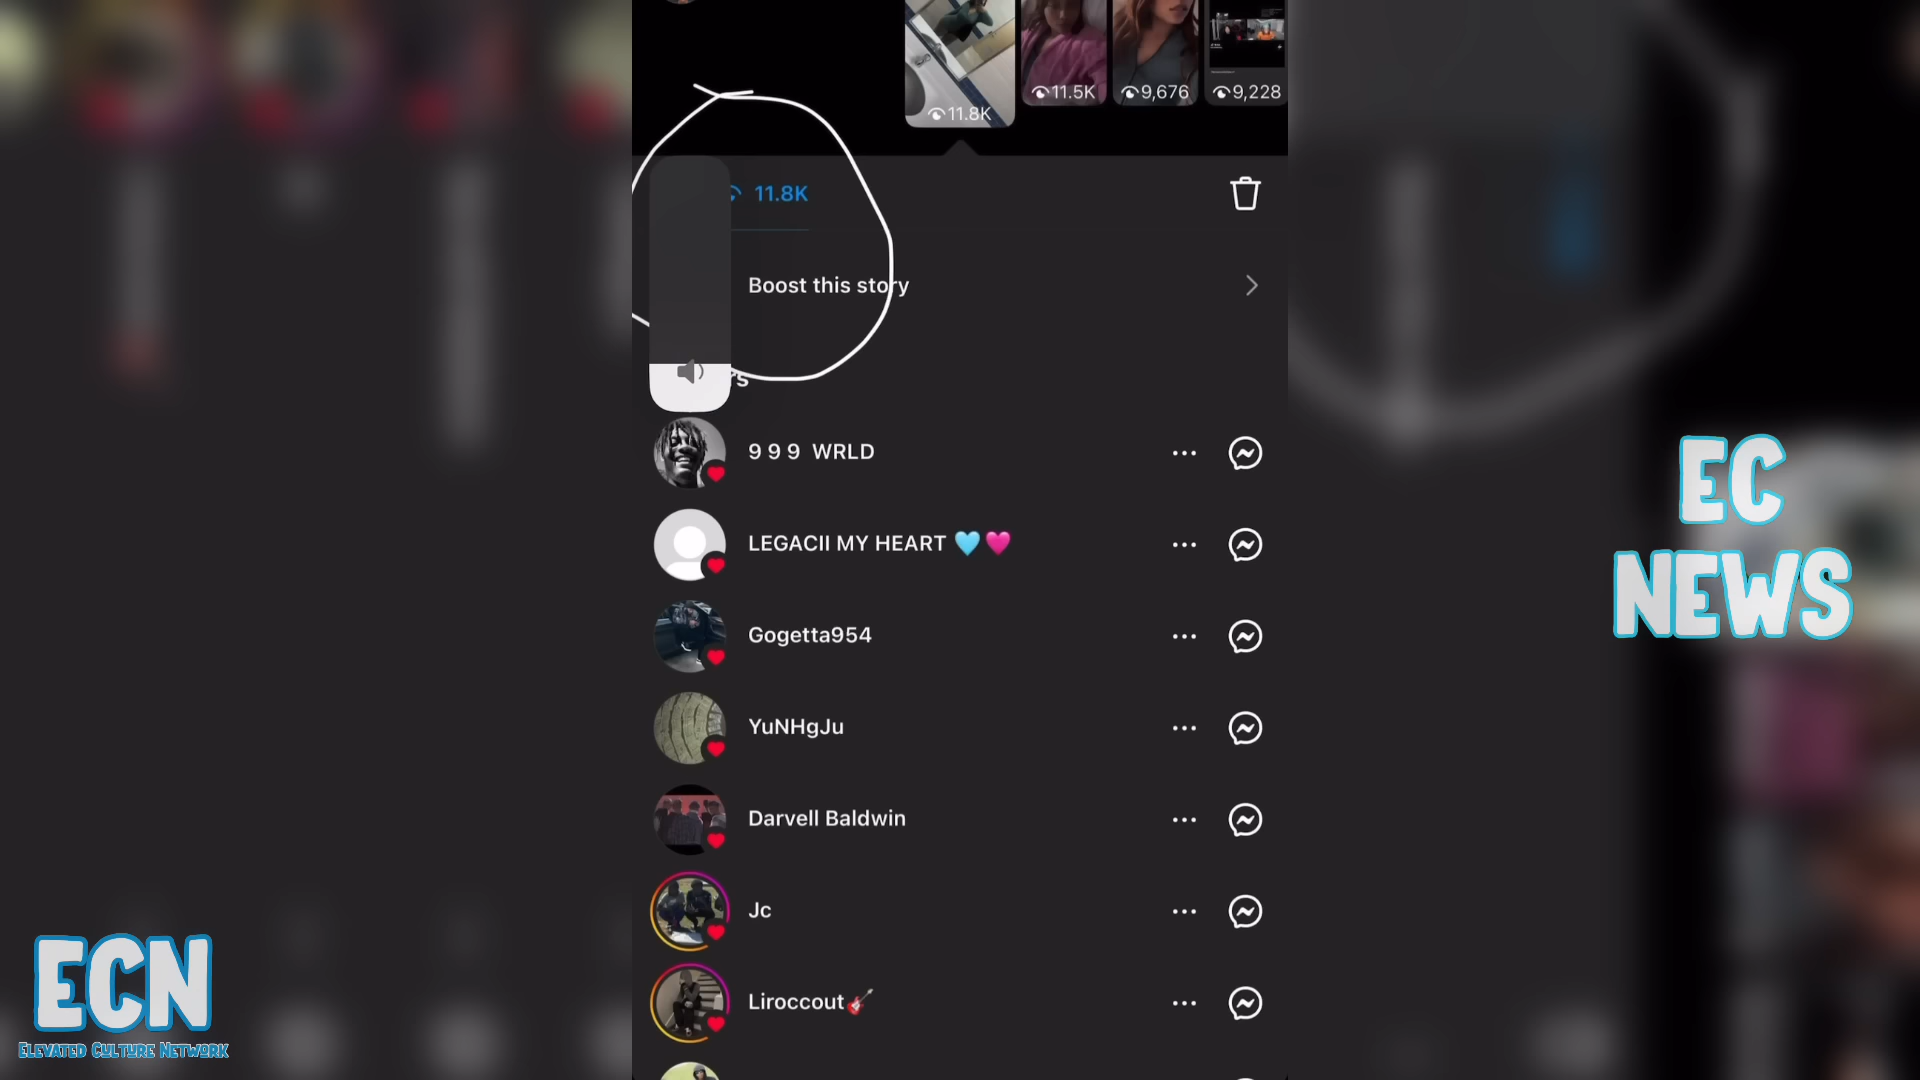 11.8K
11.5K
9,676
9,228
11.8K
Boost this story
rs
9 9 9 WRLD
LEGACII MY HEART 🩵🩷
Gogetta954
YuNHgJu
Darvell Baldwin
Jc
Liroccout🎸
EC
NEWS
ECN
ELEVATED CULTURE NETWORK